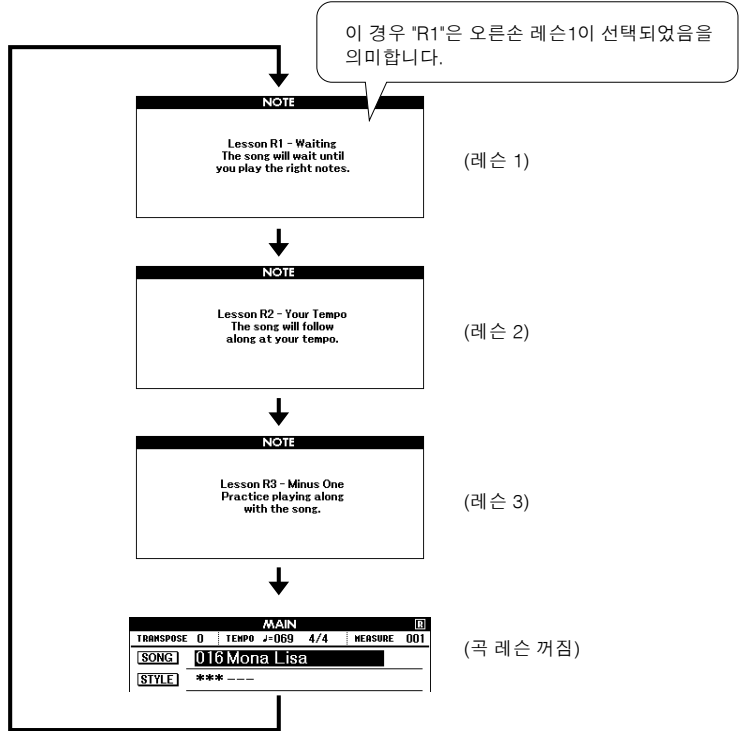 이 경우 "R1"은 오른손 레슨1이 선택되었음을
의미합니다.
NOTE
Lesson R1 - Waiting
The song will wait until
you play the right notes.
(레슨 1)
NOTE
Lesson R2 - Your Tempo
The song will follow
along at your tempo.
(레슨 2)
NOTE
Lesson R3 - Minus One
Practice playing along
with the song.
(레슨 3)
MAIN R
TRANSPOSE 0 TEMPO ♩=069 4/4 MEASURE 001
SONG 016 Mona Lisa
STYLE *** ---
(곡 레슨 꺼짐)